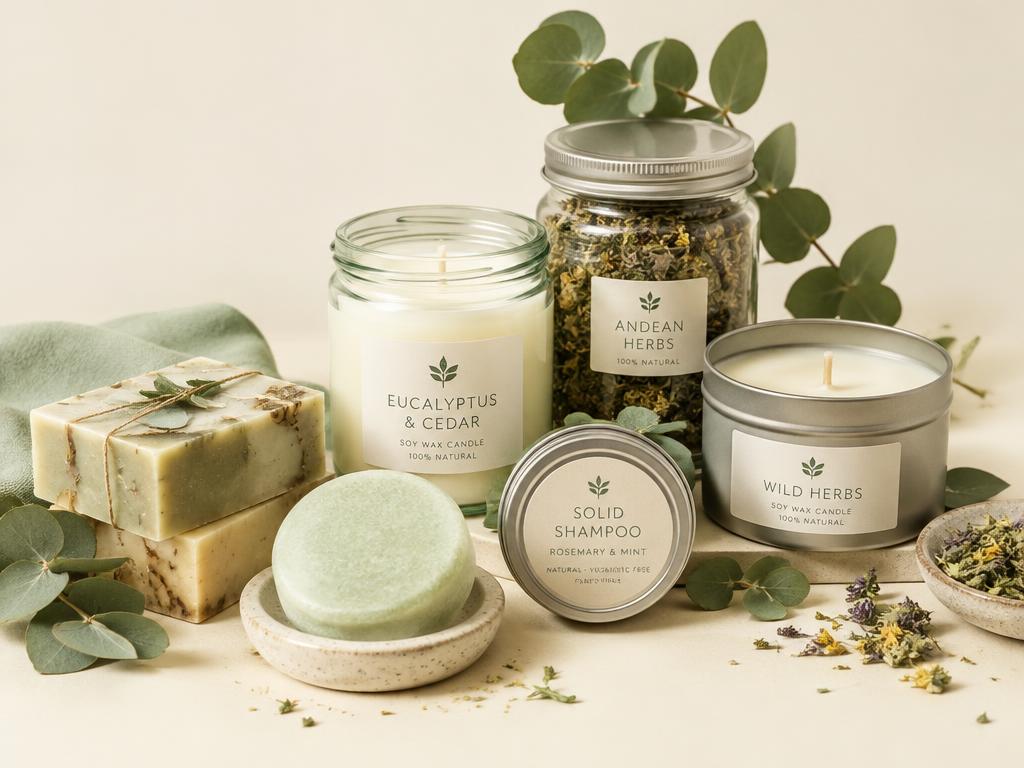 ANDEAN
HERBS
100% NATURAL
EUCALYPTUS
& CEDAR
SOY WAX CANDLE
100% NATURAL
WILD HERBS
SOY WAX CANDLE
100% NATURAL
SOLID
SHAMPOO
ROSEMARY & MINT
NATURAL